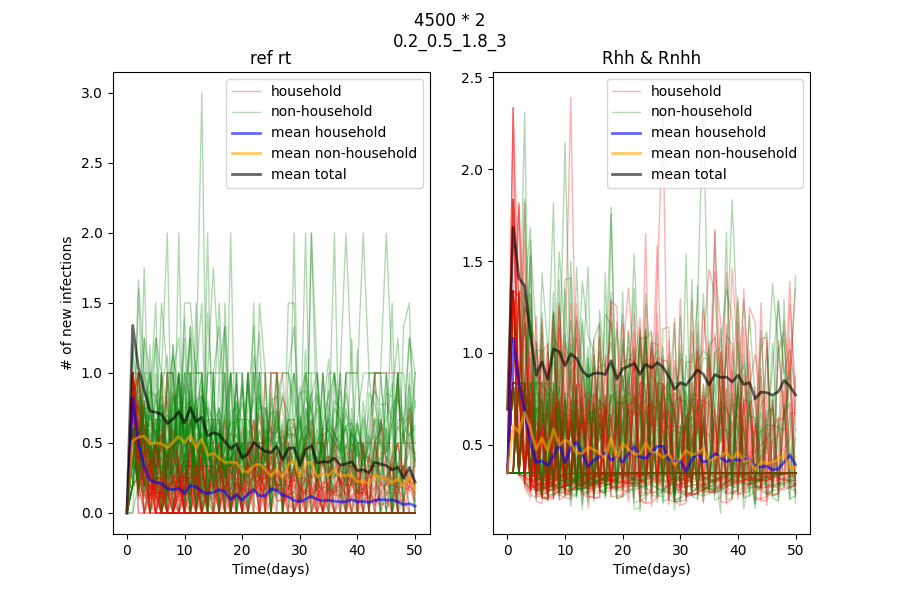 4500 * 2
0.2_0.5_1.8_3
ref rt
Rhh & Rnhh
household
non-household
mean household
mean non-household
mean total
household
non-household
mean household
mean non-household
mean total
# of new infections
3.0
2.5
2.0
1.5
1.0
0.5
0.0
2.5
2.0
1.5
1.0
0.5
0 10 20 30 40 50
0 10 20 30 40 50
Time(days)
Time(days)